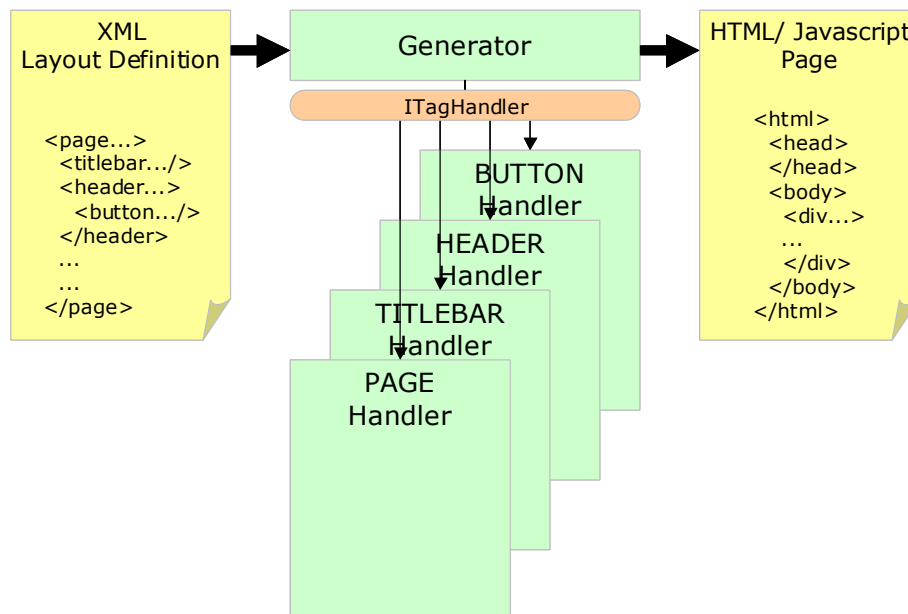 XML
Layout Definition
<page...>
<titlebar.../>
<header...>
<button.../>
</header>
...
...
</page>
Generator
ITagHandler
BUTTON
Handler
HEADER
Handler
TITLEBAR
Handler
PAGE
Handler
HTML/ Javascript
Page
<html>
<head>
</head>
<body>
<div...>
...
</div>
</body>
</html>